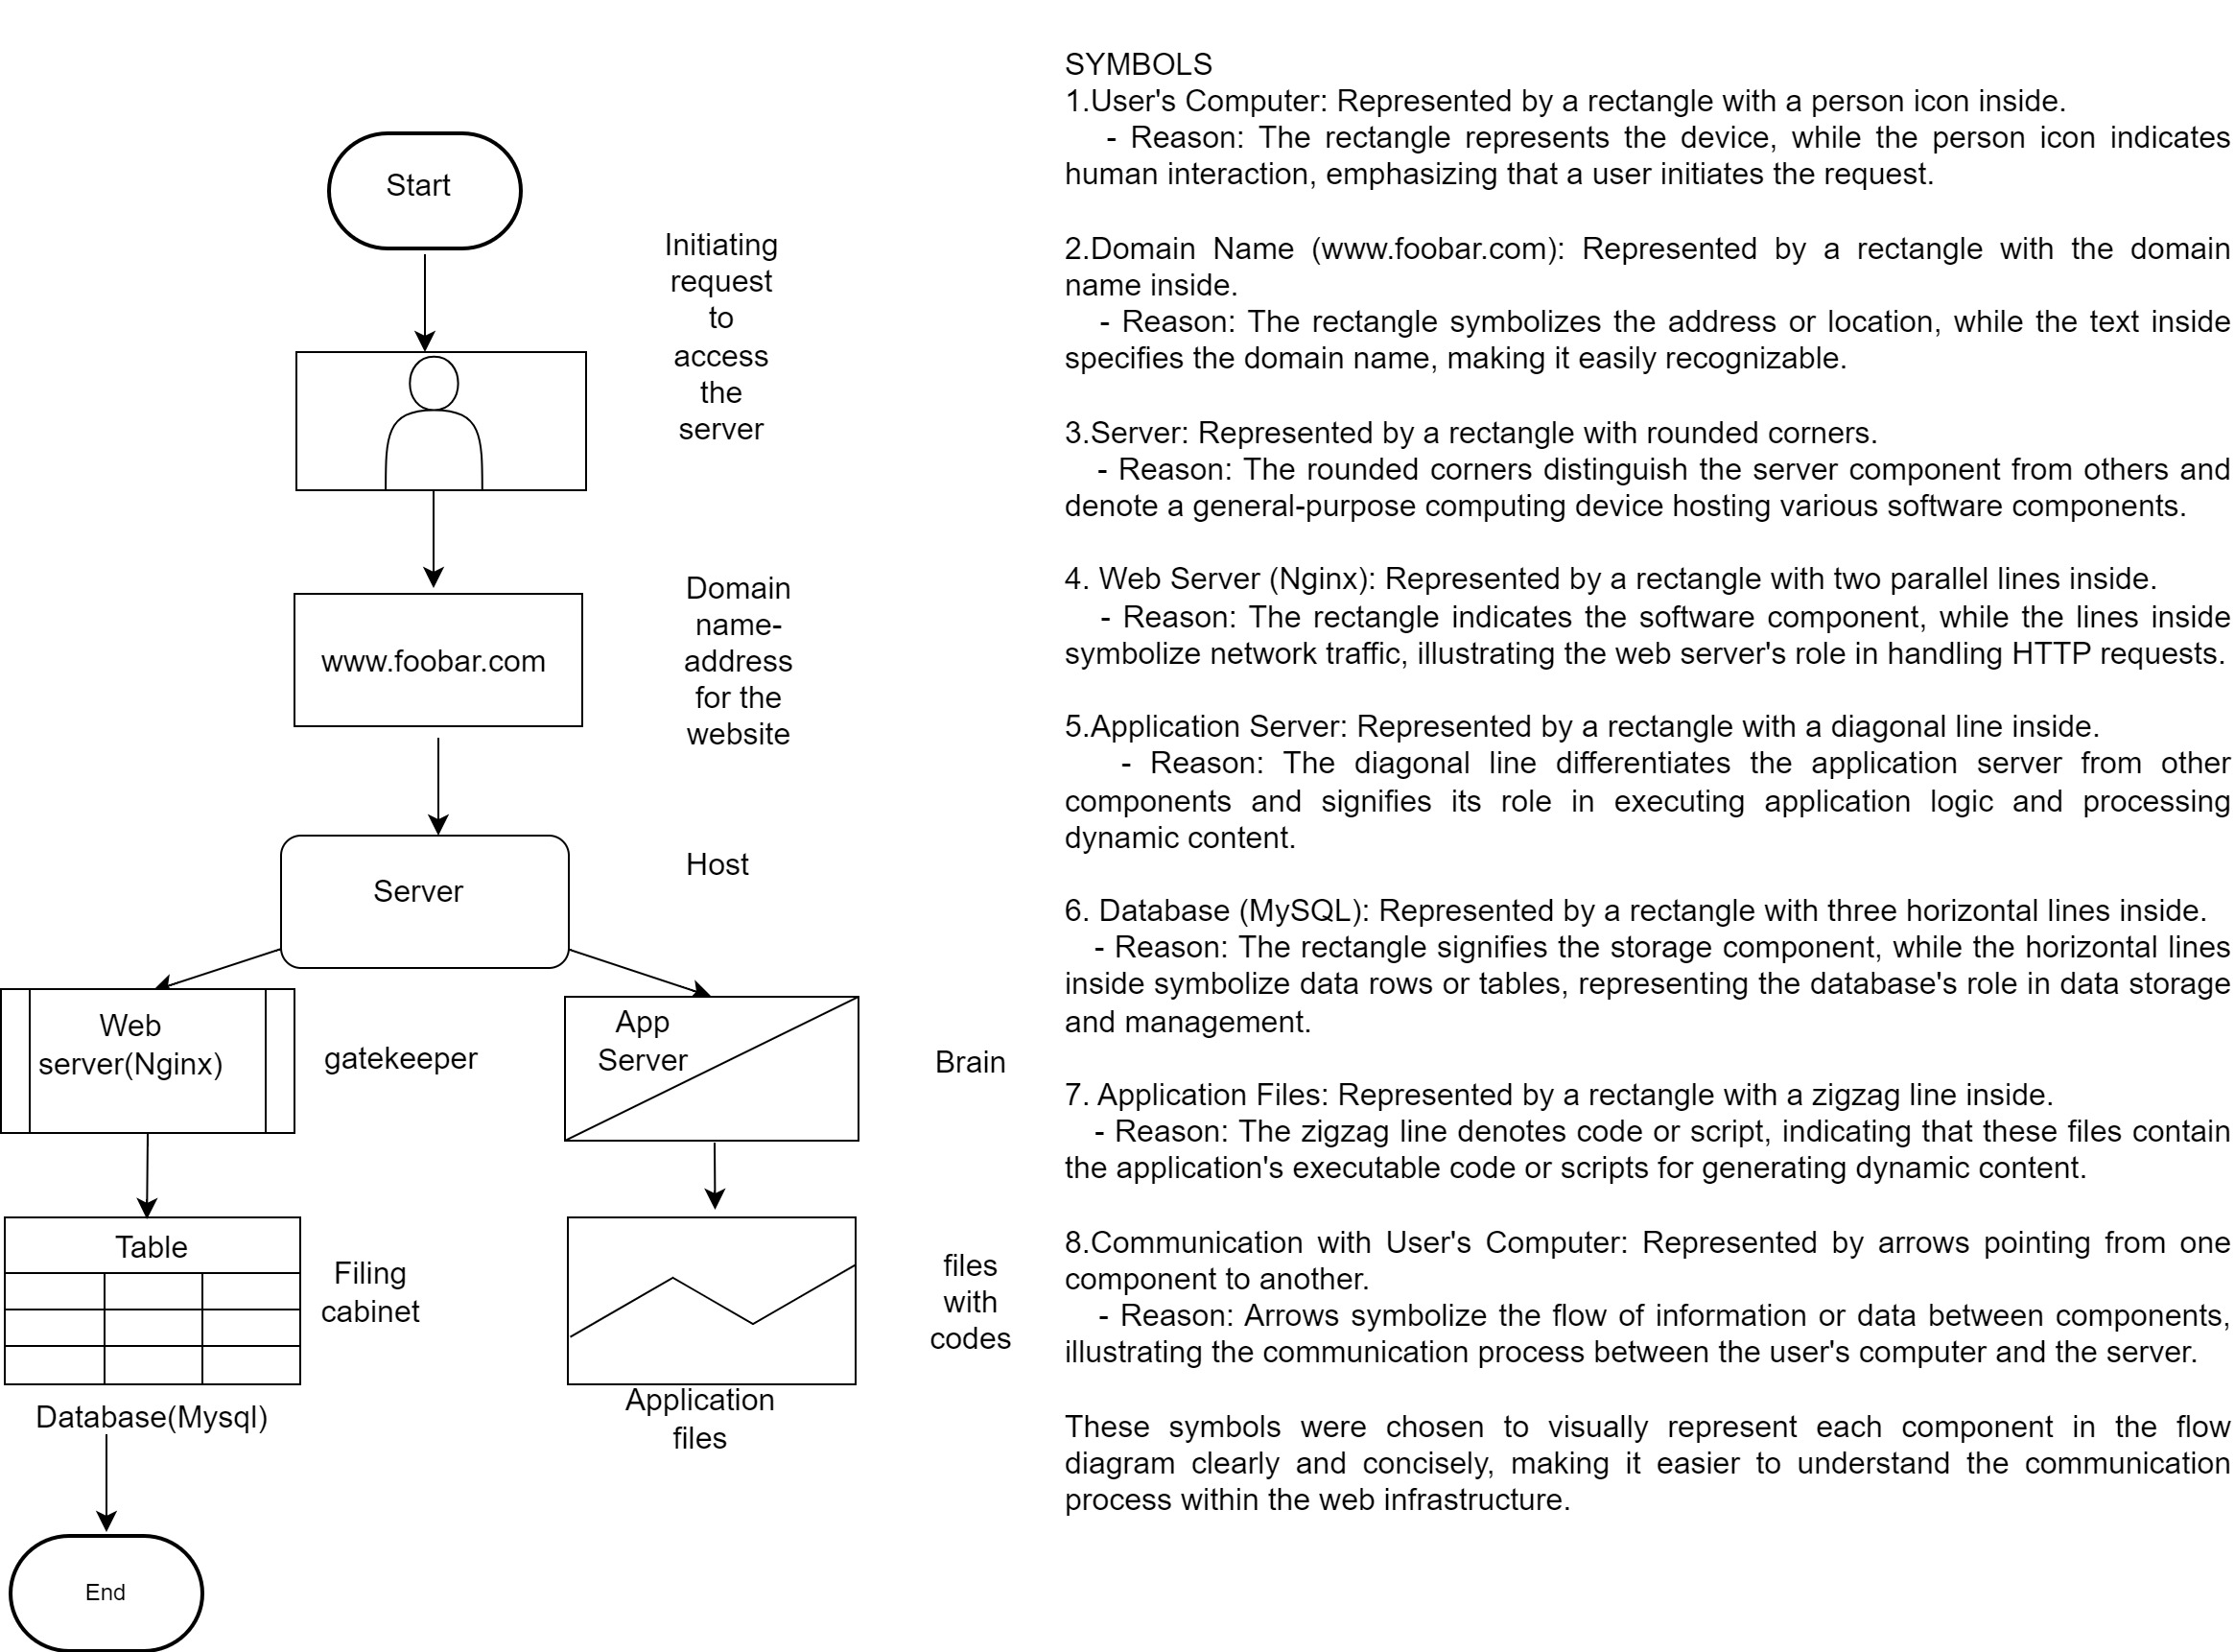 Start
Initiating
request
to
access
the
server
www.foobar.com
Domain
name-
address
for the
website
Server
Host
Web
server(Nginx)
gatekeeper
App
Server
Brain
Table
Filing
cabinet
Database(Mysql)
files
with
codes
Application
files
End
SYMBOLS
1.User's Computer: Represented by a rectangle with a person icon inside.
- Reason: The rectangle represents the device, while the person icon indicates
human interaction, emphasizing that a user initiates the request.
2.Domain Name (www.foobar.com): Represented by a rectangle with the domain
name inside.
- Reason: The rectangle symbolizes the address or location, while the text inside
specifies the domain name, making it easily recognizable.
3.Server: Represented by a rectangle with rounded corners.
- Reason: The rounded corners distinguish the server component from others and
denote a general-purpose computing device hosting various software components.
4. Web Server (Nginx): Represented by a rectangle with two parallel lines inside.
- Reason: The rectangle indicates the software component, while the lines inside
symbolize network traffic, illustrating the web server's role in handling HTTP requests.
5.Application Server: Represented by a rectangle with a diagonal line inside.
- Reason: The diagonal line differentiates the application server from other
components and signifies its role in executing application logic and processing
dynamic content.
6. Database (MySQL): Represented by a rectangle with three horizontal lines inside.
- Reason: The rectangle signifies the storage component, while the horizontal lines
inside symbolize data rows or tables, representing the database's role in data storage
and management.
7. Application Files: Represented by a rectangle with a zigzag line inside.
- Reason: The zigzag line denotes code or script, indicating that these files contain
the application's executable code or scripts for generating dynamic content.
8.Communication with User's Computer: Represented by arrows pointing from one
component to another.
- Reason: Arrows symbolize the flow of information or data between components,
illustrating the communication process between the user's computer and the server.
These symbols were chosen to visually represent each component in the flow
diagram clearly and concisely, making it easier to understand the communication
process within the web infrastructure.